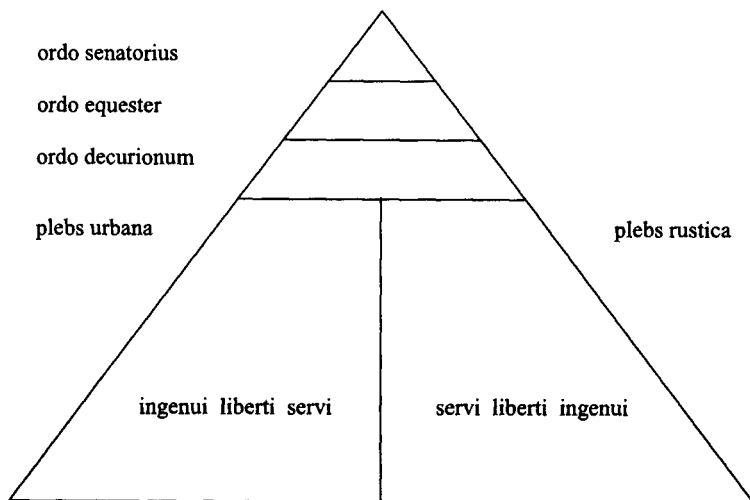 ordo senatorius
ordo equester
ordo decurionum
plebs urbana
plebs rustica
ingenui liberti servi
servi liberti ingenui